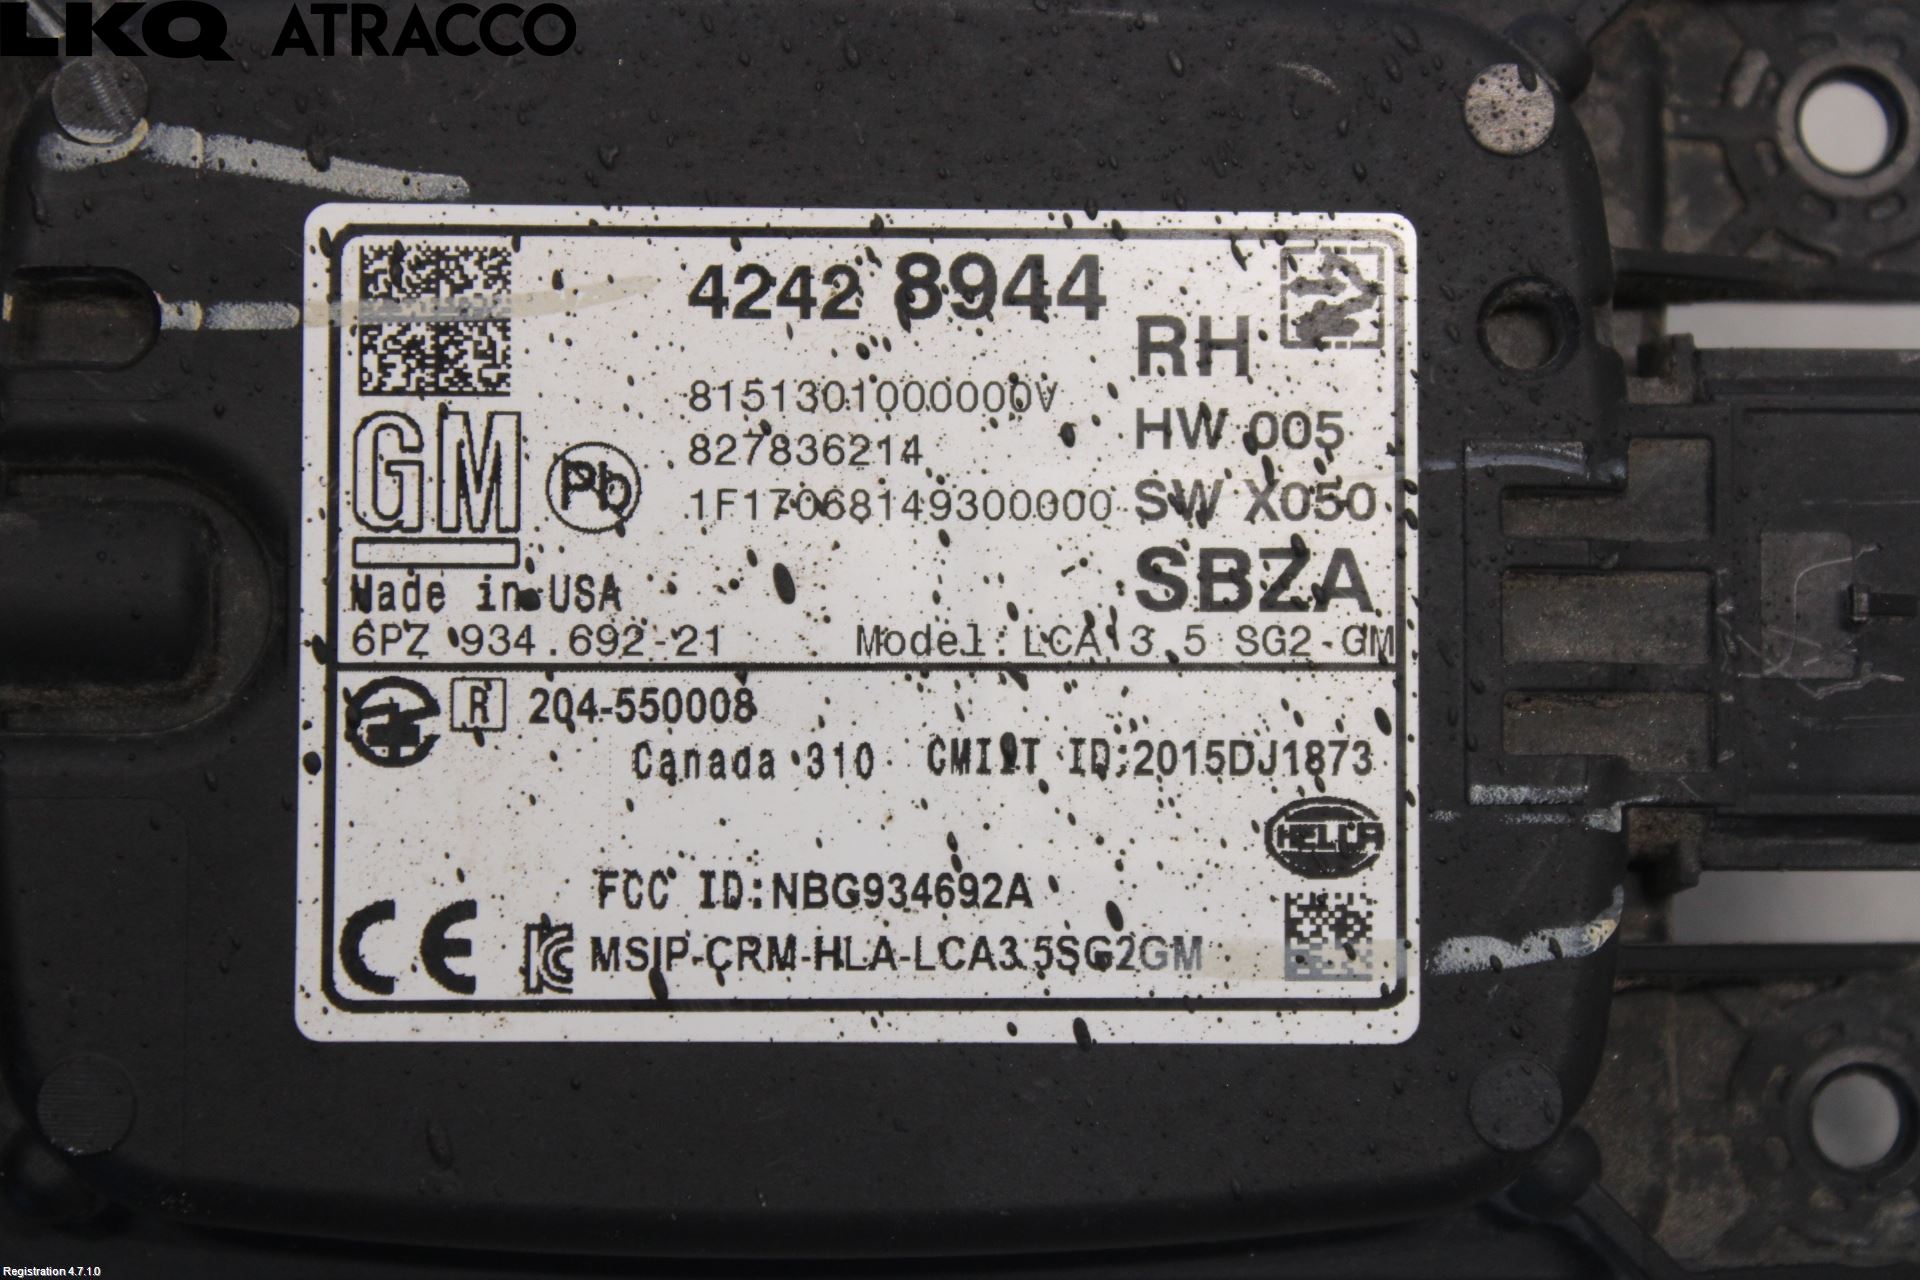 LKQ ATRACCO
4242 8944
RH
8151301000000V
HW 005
827836214
GM
Pb
1F17068149300000
SW X050
SBZA
Made in USA
6PZ 934.692-21 Model: LCA 3.5 SG2-GM
R 204-550008
Canada 310 CMIIT ID:2015DJ1873
HELLA
FCC ID:NBG934692A
CE
MSIP-CRM-HLA-LCA3.5SG2GM
Registration 4.7.1.0